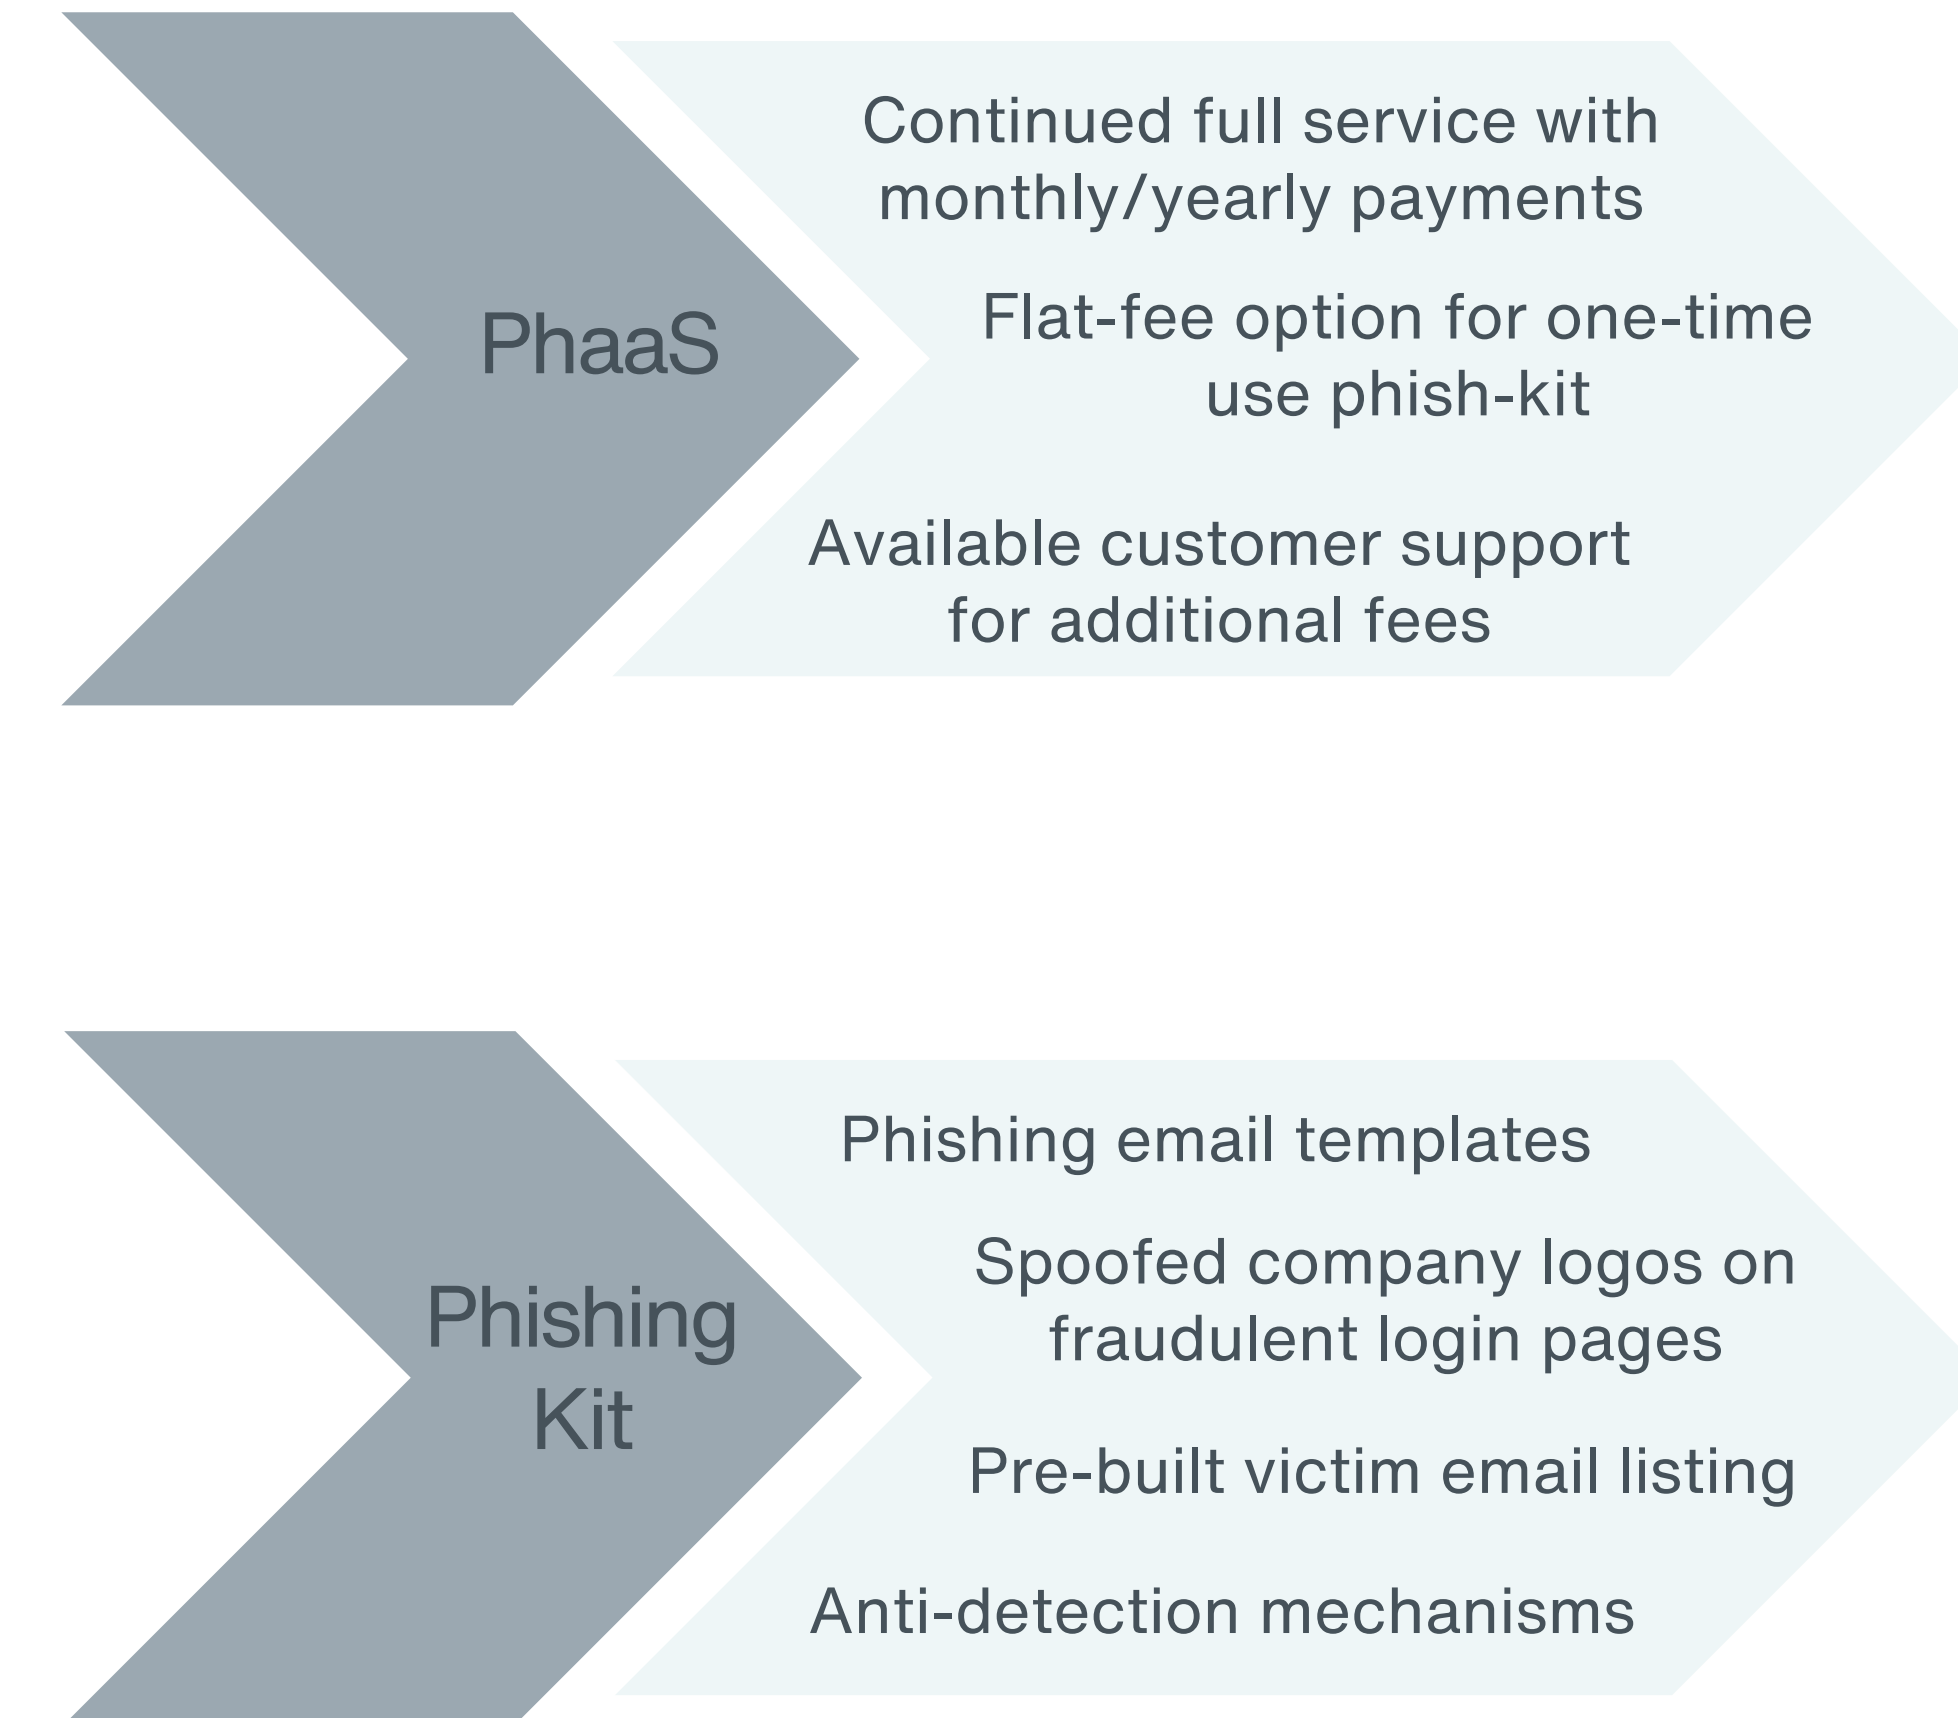 PhaaS
Continued full service with
monthly/yearly payments
Flat-fee option for one-time
use phish-kit
Available customer support
for additional fees
Phishing
Kit
Phishing email templates
Spoofed company logos on
fraudulent login pages
Pre-built victim email listing
Anti-detection mechanisms